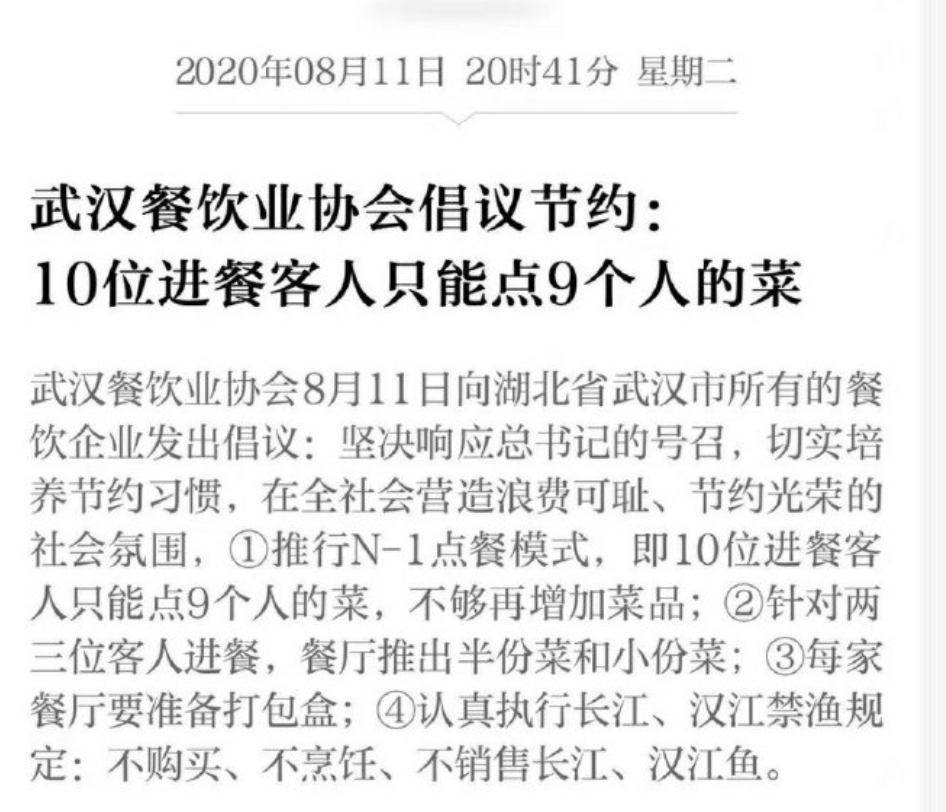 2020年08月11日 20时41分 星期二
武汉餐饮业协会倡议节约：
10位进餐客人只能点9个人的菜
武汉餐饮业协会8月11日向湖北省武汉市所有的餐
饮企业发出倡议：坚决响应总书记的号召，切实培
养节约习惯，在全社会营造浪费可耻、节约光荣的
社会氛围，①推行N-1点餐模式，即10位进餐客
人只能点9个人的菜，不够再增加菜品；②针对两
三位客人进餐，餐厅推出半份菜和小份菜；③每家
餐厅要准备打包盒；④认真执行长江、汉江禁渔规
定：不购买、不烹饪、不销售长江、汉江鱼。